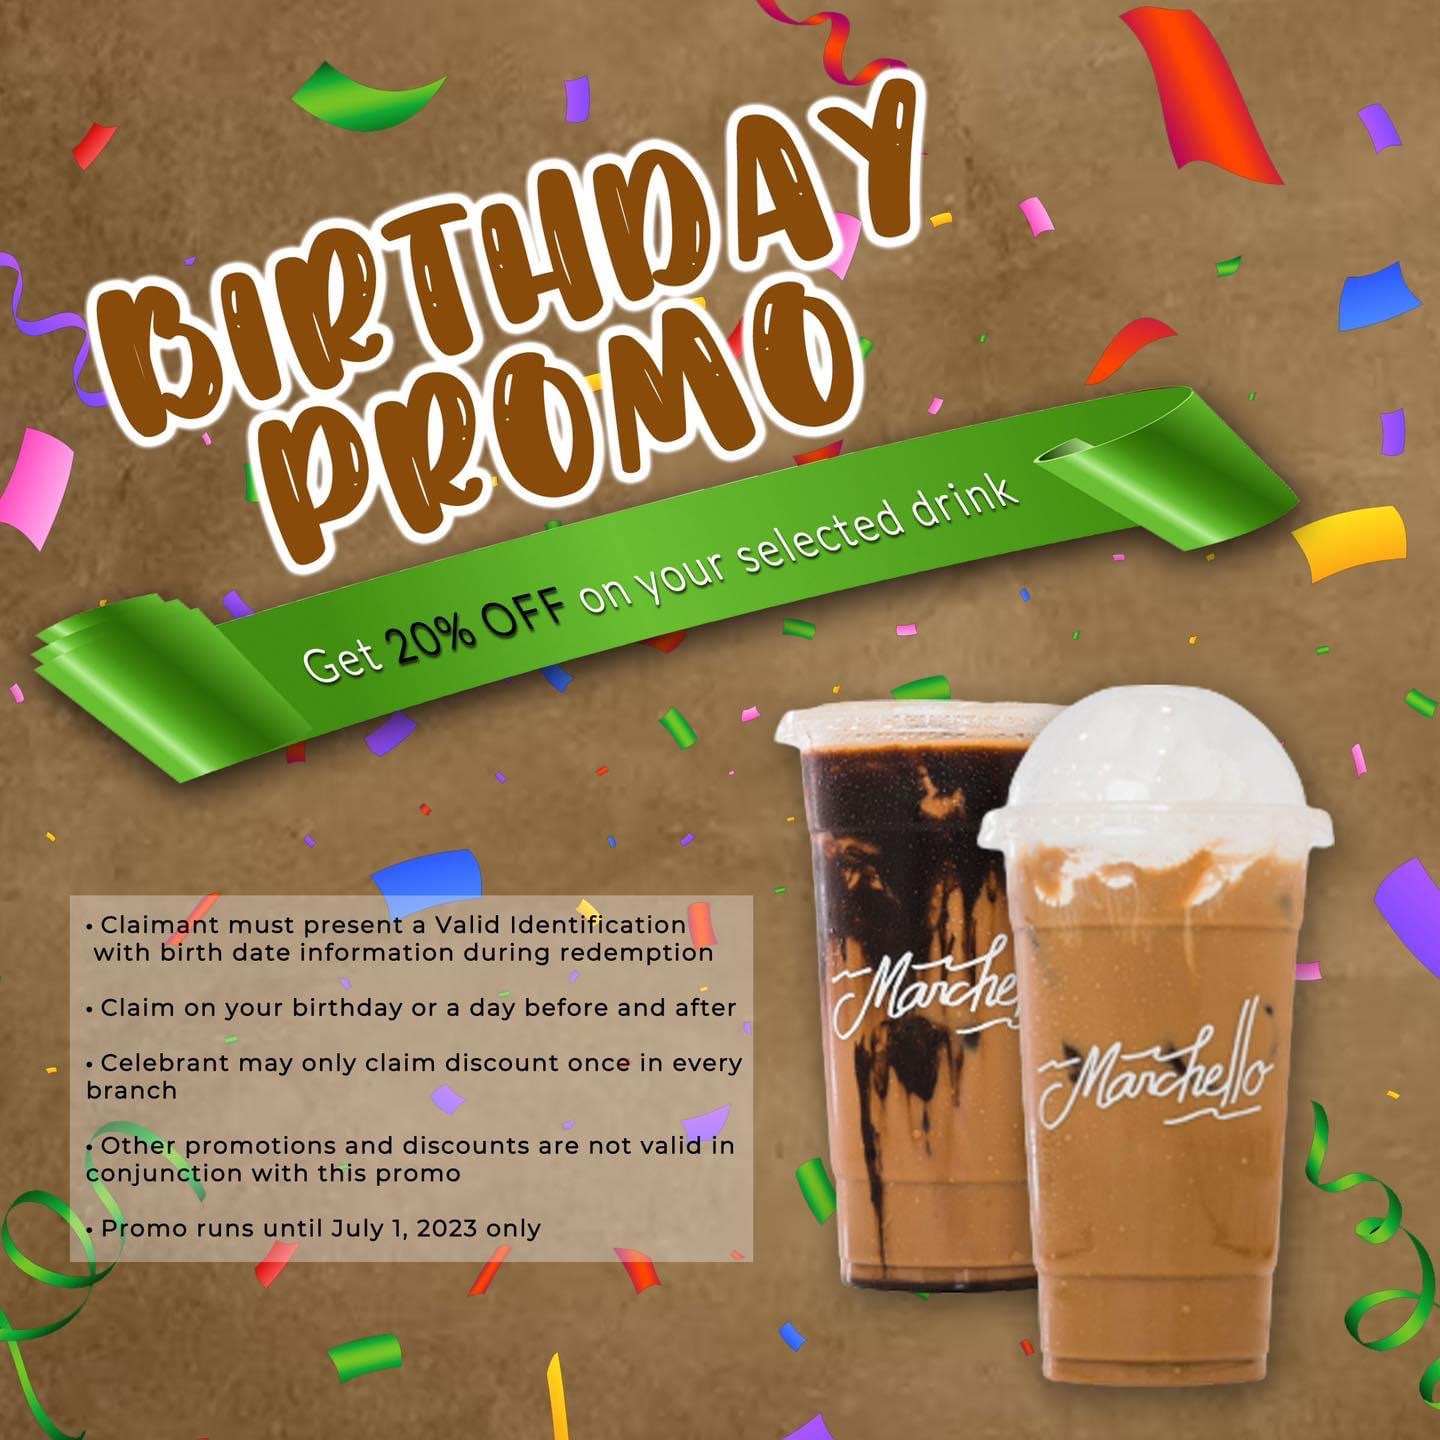 BIRTHDAY
PROMO
Get 20% OFF on your selected drink
• Claimant must present a Valid Identification
with birth date information during redemption
• Claim on your birthday or a day before and after
• Celebrant may only claim discount once in every
branch
• Other promotions and discounts are not valid in
conjunction with this promo
• Promo runs until July 1, 2023 only
Marche
Marchello